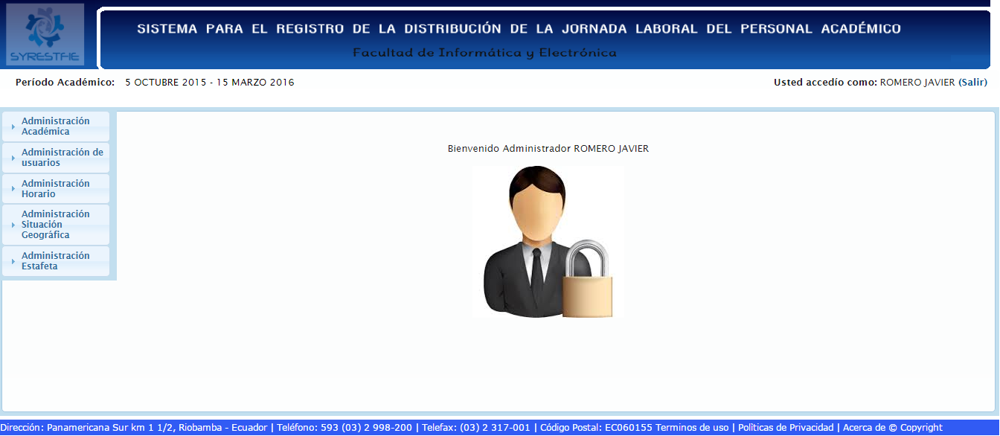 SYRESTFIE
SISTEMA PARA EL REGISTRO DE LA DISTRIBUCIÓN DE LA JORNADA LABORAL DEL PERSONAL ACADÉMICO
Facultad de Informática y Electrónica
Período Académico: 5 OCTUBRE 2015 - 15 MARZO 2016
Usted accedío como: ROMERO JAVIER (Salir)
Administración
Académica
Administración de
usuarios
Administración
Horario
Administración
Situación
Geográfica
Administración
Estafeta
Bienvenido Administrador ROMERO JAVIER
Dirección: Panamericana Sur km 1 1/2, Riobamba - Ecuador | Teléfono: 593 (03) 2 998-200 | Telefax: (03) 2 317-001 | Código Postal: EC060155 Terminos de uso | Políticas de Privacidad | Acerca de © Copyright